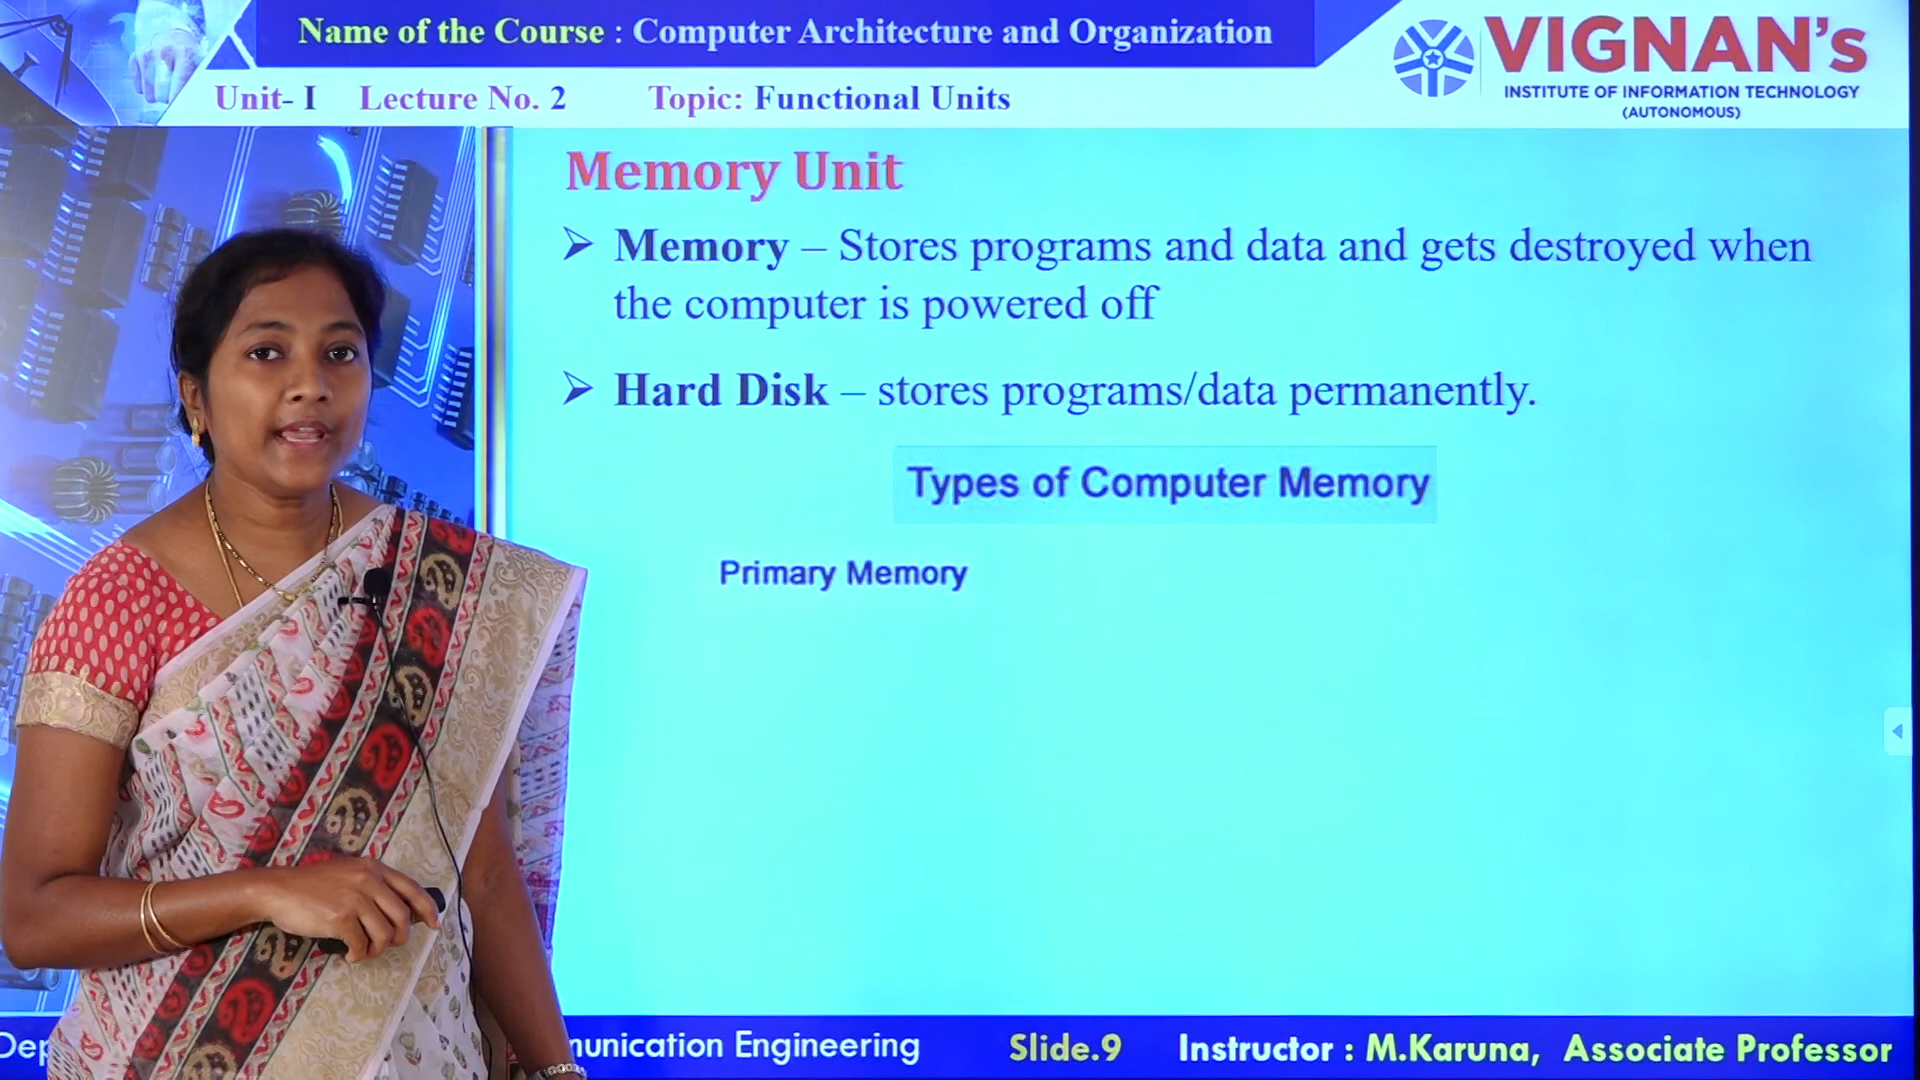 Name of the Course : Computer Architecture and Organization
VIGNAN's
INSTITUTE OF INFORMATION TECHNOLOGY
(AUTONOMOUS)
Unit- I Lecture No. 2 Topic: Functional Units
Memory Unit
➢ Memory – Stores programs and data and gets destroyed when
the computer is powered off
➢ Hard Disk – stores programs/data permanently.
Types of Computer Memory
Primary Memory
Engineering Slide.9 Instructor : M.Karuna, Associate Professor